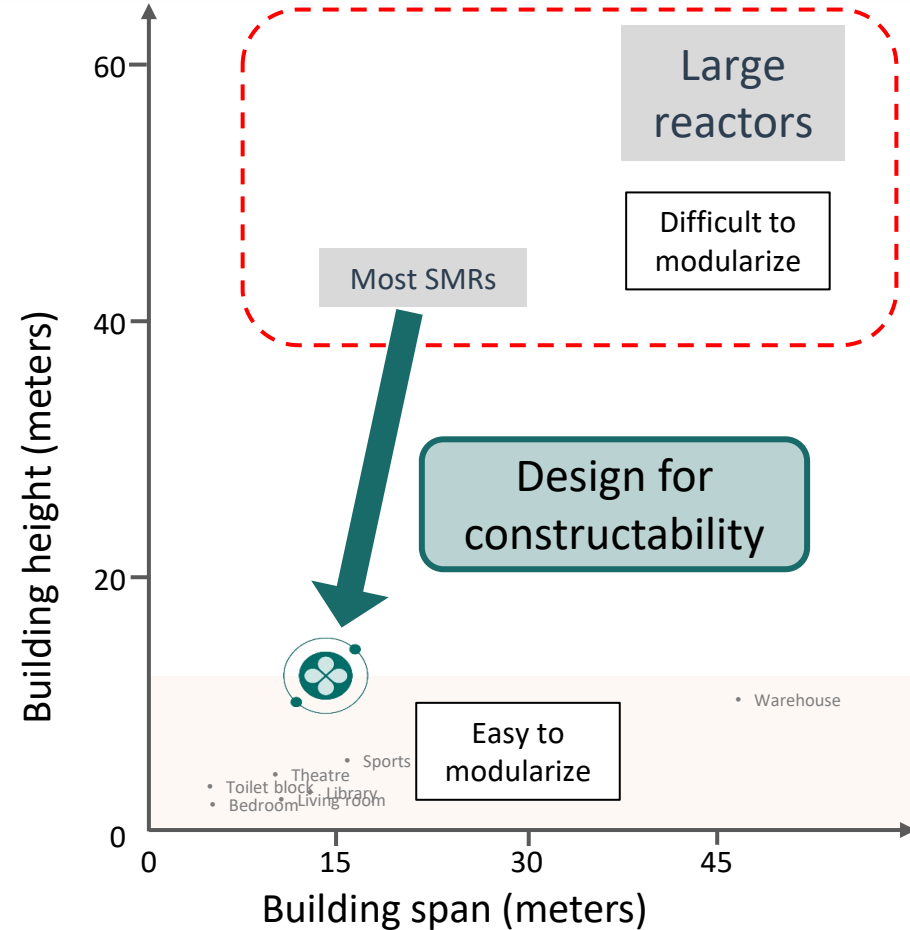 60
Large
reactors
Difficult to
modularize
Most SMRs
40
Building height (meters)
Design for
constructability
20
Warehouse
Easy to
modularize
Sports
Theatre
Toilet block
Library
Living room
Bedroom
0
0
15
30
45
Building span (meters)